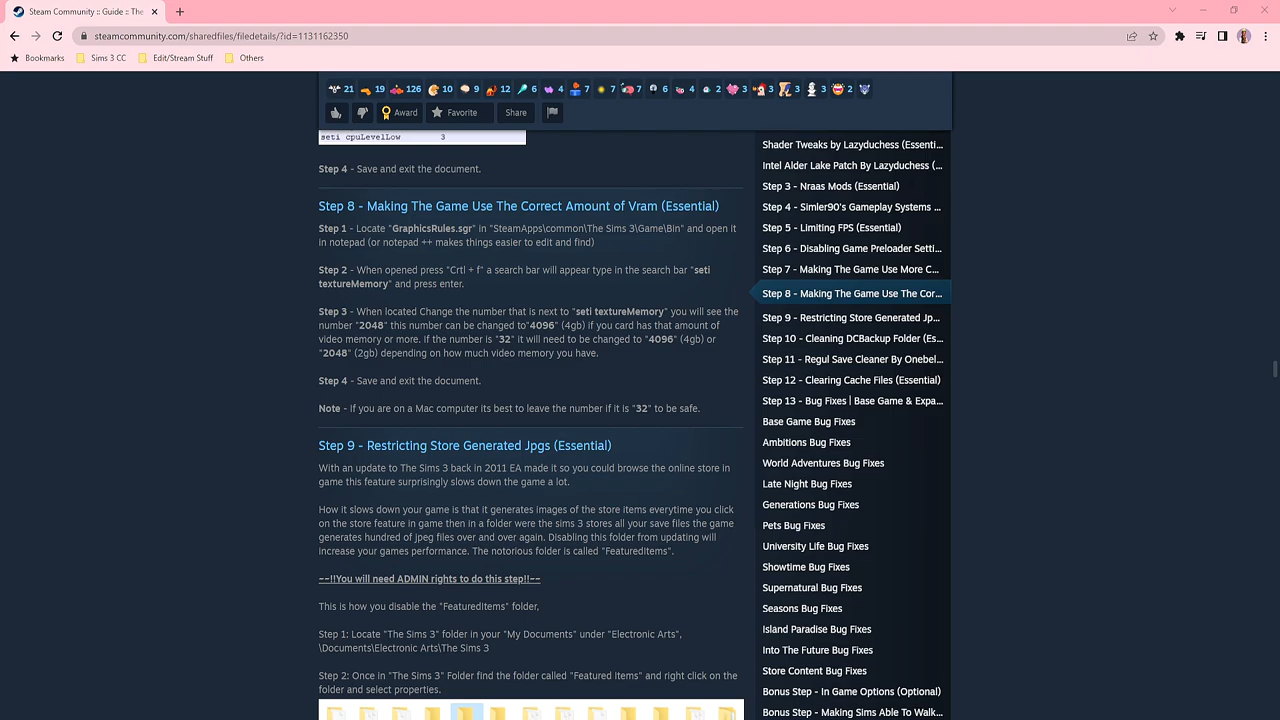 Steam Community :: Guide :: The
steamcommunity.com/sharedfiles/filedetails/?id=1131162350
Bookmarks
Sims 3 CC
Edit/Stream Stuff
Others
21 19 126 10 9 12 6 4 7 7 7 6 4 2 3 3 3 3 2
Award
Favorite
Share
seti cpuLevelLow 3
Step 4 - Save and exit the document.
Step 8 - Making The Game Use The Correct Amount of Vram (Essential)
Step 1 - Locate "GraphicsRules.sgr" in "SteamApps\common\The Sims 3\Game\Bin" and open it
in notepad (or notepad ++ makes things easier to edit and find)
Step 2 - When opened press "Crtl + f" a search bar will appear type in the search bar "seti
textureMemory" and press enter.
Step 3 - When located Change the number that is next to "seti textureMemory" you will see the
number "2048" this number can be changed to"4096" (4gb) if you card has that amount of
video memory or more. If the number is "32" it will need to be changed to "4096" (4gb) or
"2048" (2gb) depending on how much video memory you have.
Step 4 - Save and exit the document.
Note - If you are on a Mac computer its best to leave the number if it is "32" to be safe.
Step 9 - Restricting Store Generated Jpgs (Essential)
With an update to The Sims 3 back in 2011 EA made it so you could browse the online store in
game this feature surprisingly slows down the game a lot.
How it slows down your game is that it generates images of the store items everytime you click
on the store feature in game then in a folder were the sims 3 stores all your save files the game
generates hundred of jpeg files over and over again. Disabling this folder from updating will
increase your games performance. The notorious folder is called "FeaturedItems".
~~!!You will need ADMIN rights to do this step!!~~
This is how you disable the "FeaturedItems" folder,
Step 1: Locate "The Sims 3" folder in your "My Documents" under "Electronic Arts",
\Documents\Electronic Arts\The Sims 3
Step 2: Once in "The Sims 3" Folder find the folder called "Featured Items" and right click on the
folder and select properties.
Shader Tweaks by Lazyduchess (Essenti...
Intel Alder Lake Patch By Lazyduchess (...
Step 3 - Nraas Mods (Essential)
Step 4 - Simler90's Gameplay Systems ...
Step 5 - Limiting FPS (Essential)
Step 6 - Disabling Game Preloader Setti...
Step 7 - Making The Game Use More C...
Step 8 - Making The Game Use The Cor...
Step 9 - Restricting Store Generated Jp...
Step 10 - Cleaning DCBackup Folder (Es...
Step 11 - Regul Save Cleaner By Onebel...
Step 12 - Clearing Cache Files (Essential)
Step 13 - Bug Fixes | Base Game & Expa...
Base Game Bug Fixes
Ambitions Bug Fixes
World Adventures Bug Fixes
Late Night Bug Fixes
Generations Bug Fixes
Pets Bug Fixes
University Life Bug Fixes
Showtime Bug Fixes
Supernatural Bug Fixes
Seasons Bug Fixes
Island Paradise Bug Fixes
Into The Future Bug Fixes
Store Content Bug Fixes
Bonus Step - In Game Options (Optional)
Bonus Step - Making Sims Able To Walk...